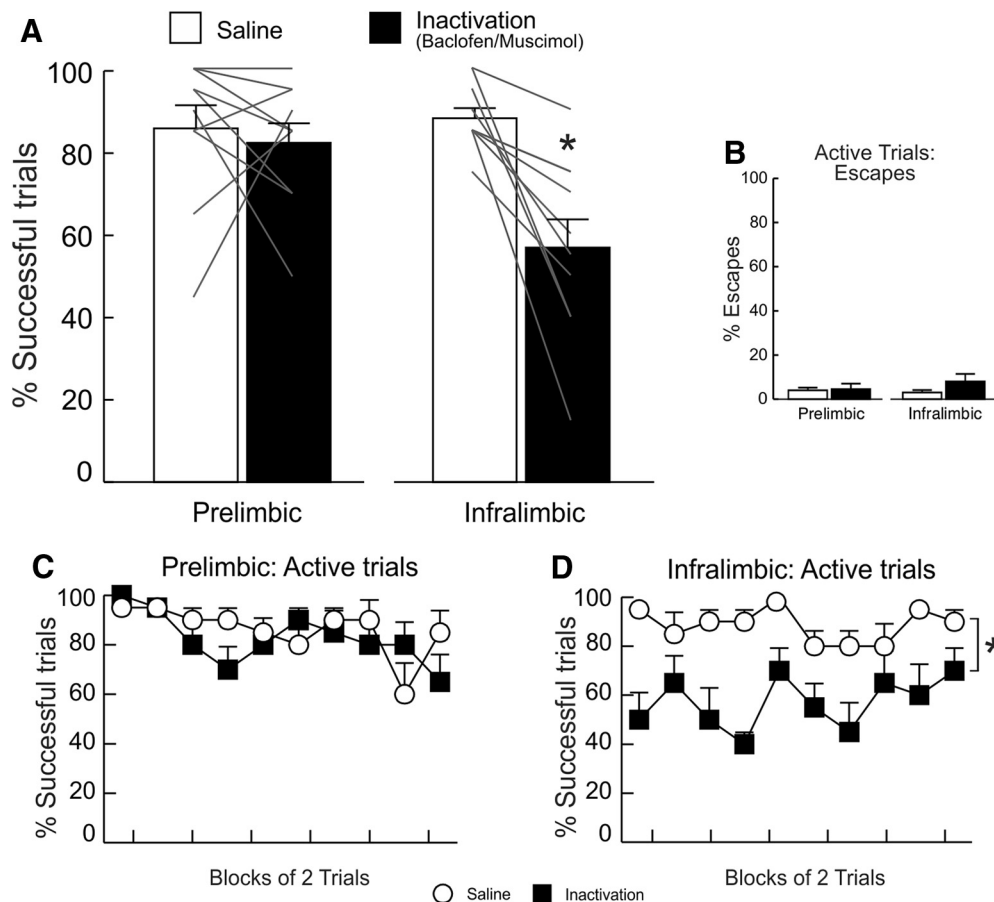 A
Saline
Inactivation
(Baclofen/Muscimol)
% Successful trials
100
80
60
40
20
0
*
Prelimbic
Infralimbic
B
Active Trials:
Escapes
% Escapes
100
80
60
40
20
0
Prelimbic
Infralimbic
C
Prelimbic: Active trials
% Successful trials
100
80
60
40
20
0
Blocks of 2 Trials
D
Infralimbic: Active trials
% Successful trials
100
80
60
40
20
0
*
Blocks of 2 Trials
Saline
Inactivation